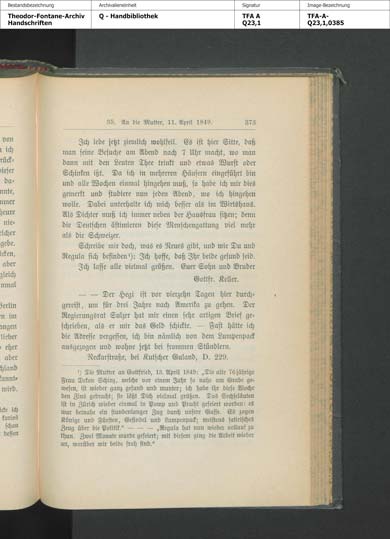 Bestandsbezeichnung
Archivalieneinheit
Signatur
Image-Bezeichnung
Theodor-Fontane-Archiv
Handschriften
Q - Handbibliothek
TFA A
Q23,1
TFA-A-
Q23,1,0385
35. An die Mutter, 11. April 1849. 373
Ich lebe jetzt ziemlich wohlfeil. Es ist hier Sitte, daß
man seine Besuche am Abend nach 7 Uhr macht, wo man
dann mit den Leuten Thee trinkt und etwas Wurst oder
Schinken ißt. Da ich in mehreren Häusern eingeführt bin
und alle Wochen einmal hingehen muß, so habe ich mir dies
gemerkt und studiere nun jeden Abend, wo ich hingehen
wolle. Dabei unterhalte ich mich besser als im Wirtshaus.
Als Dichter muß ich immer neben der Hausfrau sitzen; denn
die Deutschen ästimieren diese Menschengattung viel mehr
als die Schweizer.
Schreibe mir doch, was es Neues gibt, und wie Du und
Regula sich befinden¹); Ich hoffe, daß Ihr beide gesund seid.
Ich lasse alle vielmal grüßen. Euer Sohn und Bruder
Gottfr. Keller.
— — Der Hegi ist vor vierzehn Tagen hier durch-
gereist, um für drei Jahre nach Amerika zu gehen. Der
Regierungsrat Sulzer hat mir einen sehr artigen Brief ge-
schrieben, als er mir das Geld schickte. — Fast hätte ich
die Adresse vergessen, ich bin nämlich von dem Lumpenpack
ausgezogen und wohne jetzt bei frommen Stündlern.
Neckarstraße, bei Kutscher Guland, D. 229.
¹) Die Mutter an Gottfried, 13. April 1849: „Die alte 76jährige
Frau Dekan Sching, welche vor einem Jahr so nahe am Grabe ge-
wesen, ist wieder ganz gesund und munter; ich habe ihr diese Woche
den Zins gebracht; sie läßt Dich vielmal grüßen. Das Sechseläuten
ist in Zürich wieder einmal in Pomp und Pracht gefeiert worden: es
war beinahe ein stundenlanger Zug durch unsere Gasse. Es zogen
Könige und Fürsten, Gesindel und Lumpenpack; meistens satirisches
Zeug über die Politik.“ — — — „Regula hat nun wieder vollauf zu
thun. Zwei Monate wurde gefeiert; mit diesem ging die Arbeit wieder
an, worüber wir beide froh sind.“